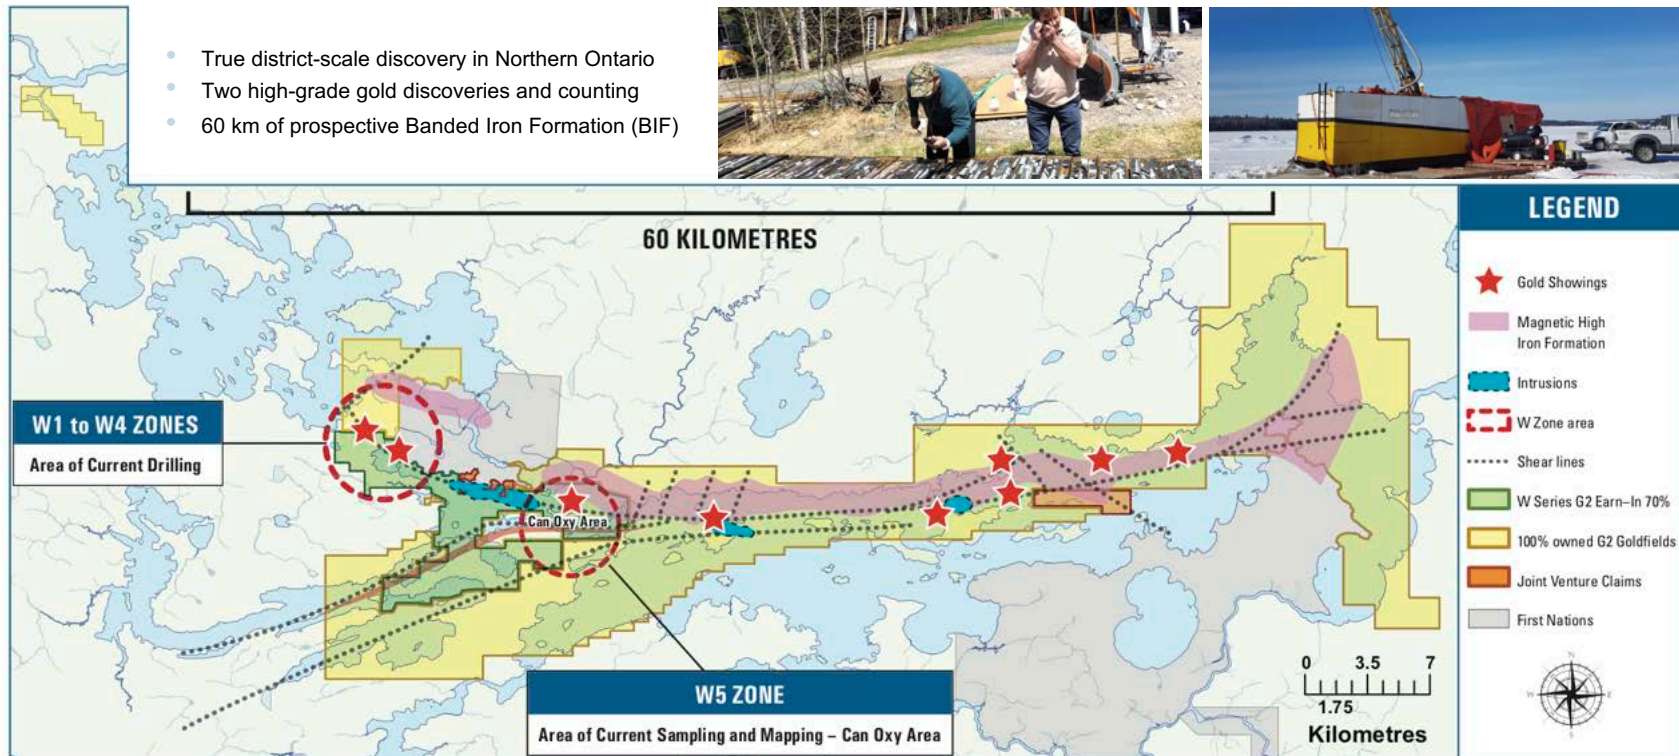 True district-scale discovery in Northern Ontario
Two high-grade gold discoveries and counting
60 km of prospective Banded Iron Formation (BIF)
60 KILOMETRES
W1 to W4 ZONES
Area of Current Drilling
Can Oxy Area
W5 ZONE
Area of Current Sampling and Mapping – Can Oxy Area
0 3.5 7
1.75
Kilometres
LEGEND
Gold Showings
Magnetic High
Iron Formation
Intrusions
W Zone area
Shear lines
W Series G2 Earn–In 70%
100% owned G2 Goldfields
Joint Venture Claims
First Nations
N
W E
S